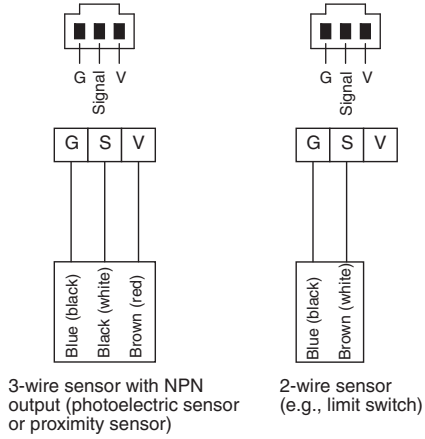 G Signal V
G Signal V
G S V
G S V
Blue (black)
Black (white)
Brown (red)
Blue (black)
Brown (white)
3-wire sensor with NPN
output (photoelectric sensor
or proximity sensor)
2-wire sensor
(e.g., limit switch)